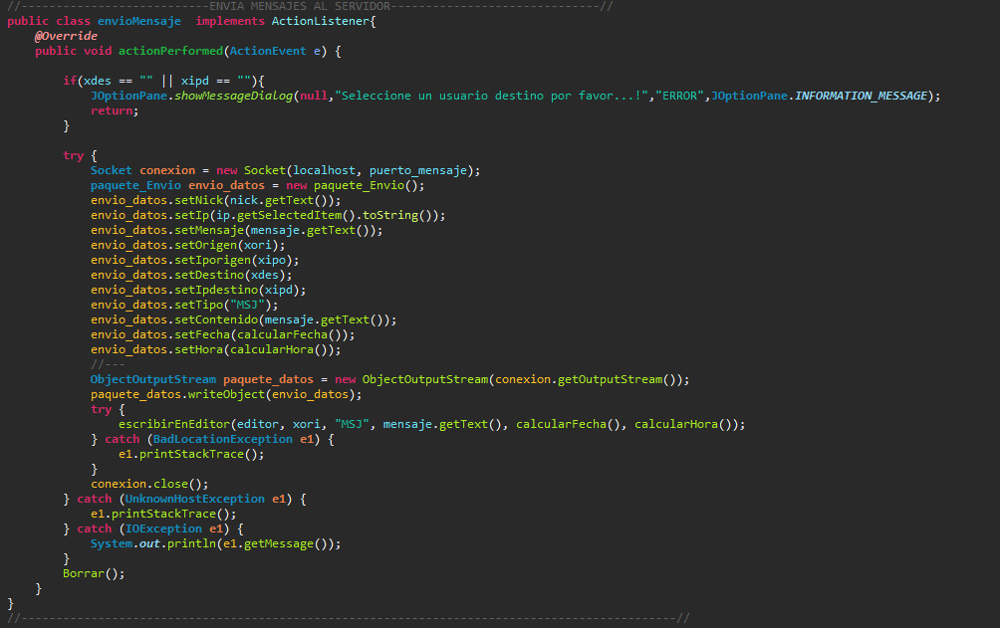 //---------------------------ENVIA MENSAJES AL SERVIDOR------------------------------//
public class envioMensaje  implements ActionListener{
    @Override
    public void actionPerformed(ActionEvent e) {
        if(xdes == "" || xipd == ""){
            JOptionPane.showMessageDialog(null,"Seleccione un usuario destino por favor...!","ERROR",JOptionPane.INFORMATION_MESSAGE);
            return;
        }
        try {
            Socket conexion = new Socket(localhost, puerto_mensaje);
            paquete_Envio envio_datos = new paquete_Envio();
            envio_datos.setNick(nick.getText());
            envio_datos.setIp(ip.getSelectedItem().toString());
            envio_datos.setMensaje(mensaje.getText());
            envio_datos.setOrigen(xori);
            envio_datos.setIporigen(xipo);
            envio_datos.setDestino(xdes);
            envio_datos.setIpdestino(xipd);
            envio_datos.setTipo("MSJ");
            envio_datos.setContenido(mensaje.getText());
            envio_datos.setFecha(calcularFecha());
            envio_datos.setHora(calcularHora());
            //---
            ObjectOutputStream paquete_datos = new ObjectOutputStream(conexion.getOutputStream());
            paquete_datos.writeObject(envio_datos);
            try {
                escribirEnEditor(editor, xori, "MSJ", mensaje.getText(), calcularFecha(), calcularHora());
            } catch (BadLocationException e1) {
                e1.printStackTrace();
            }
            conexion.close();
        } catch (UnknownHostException e1) {
            e1.printStackTrace();
        } catch (IOException e1) {
            System.out.println(e1.getMessage());
        }
        Borrar();
    }
}
//----------------------------------------------------------------------------------------------//